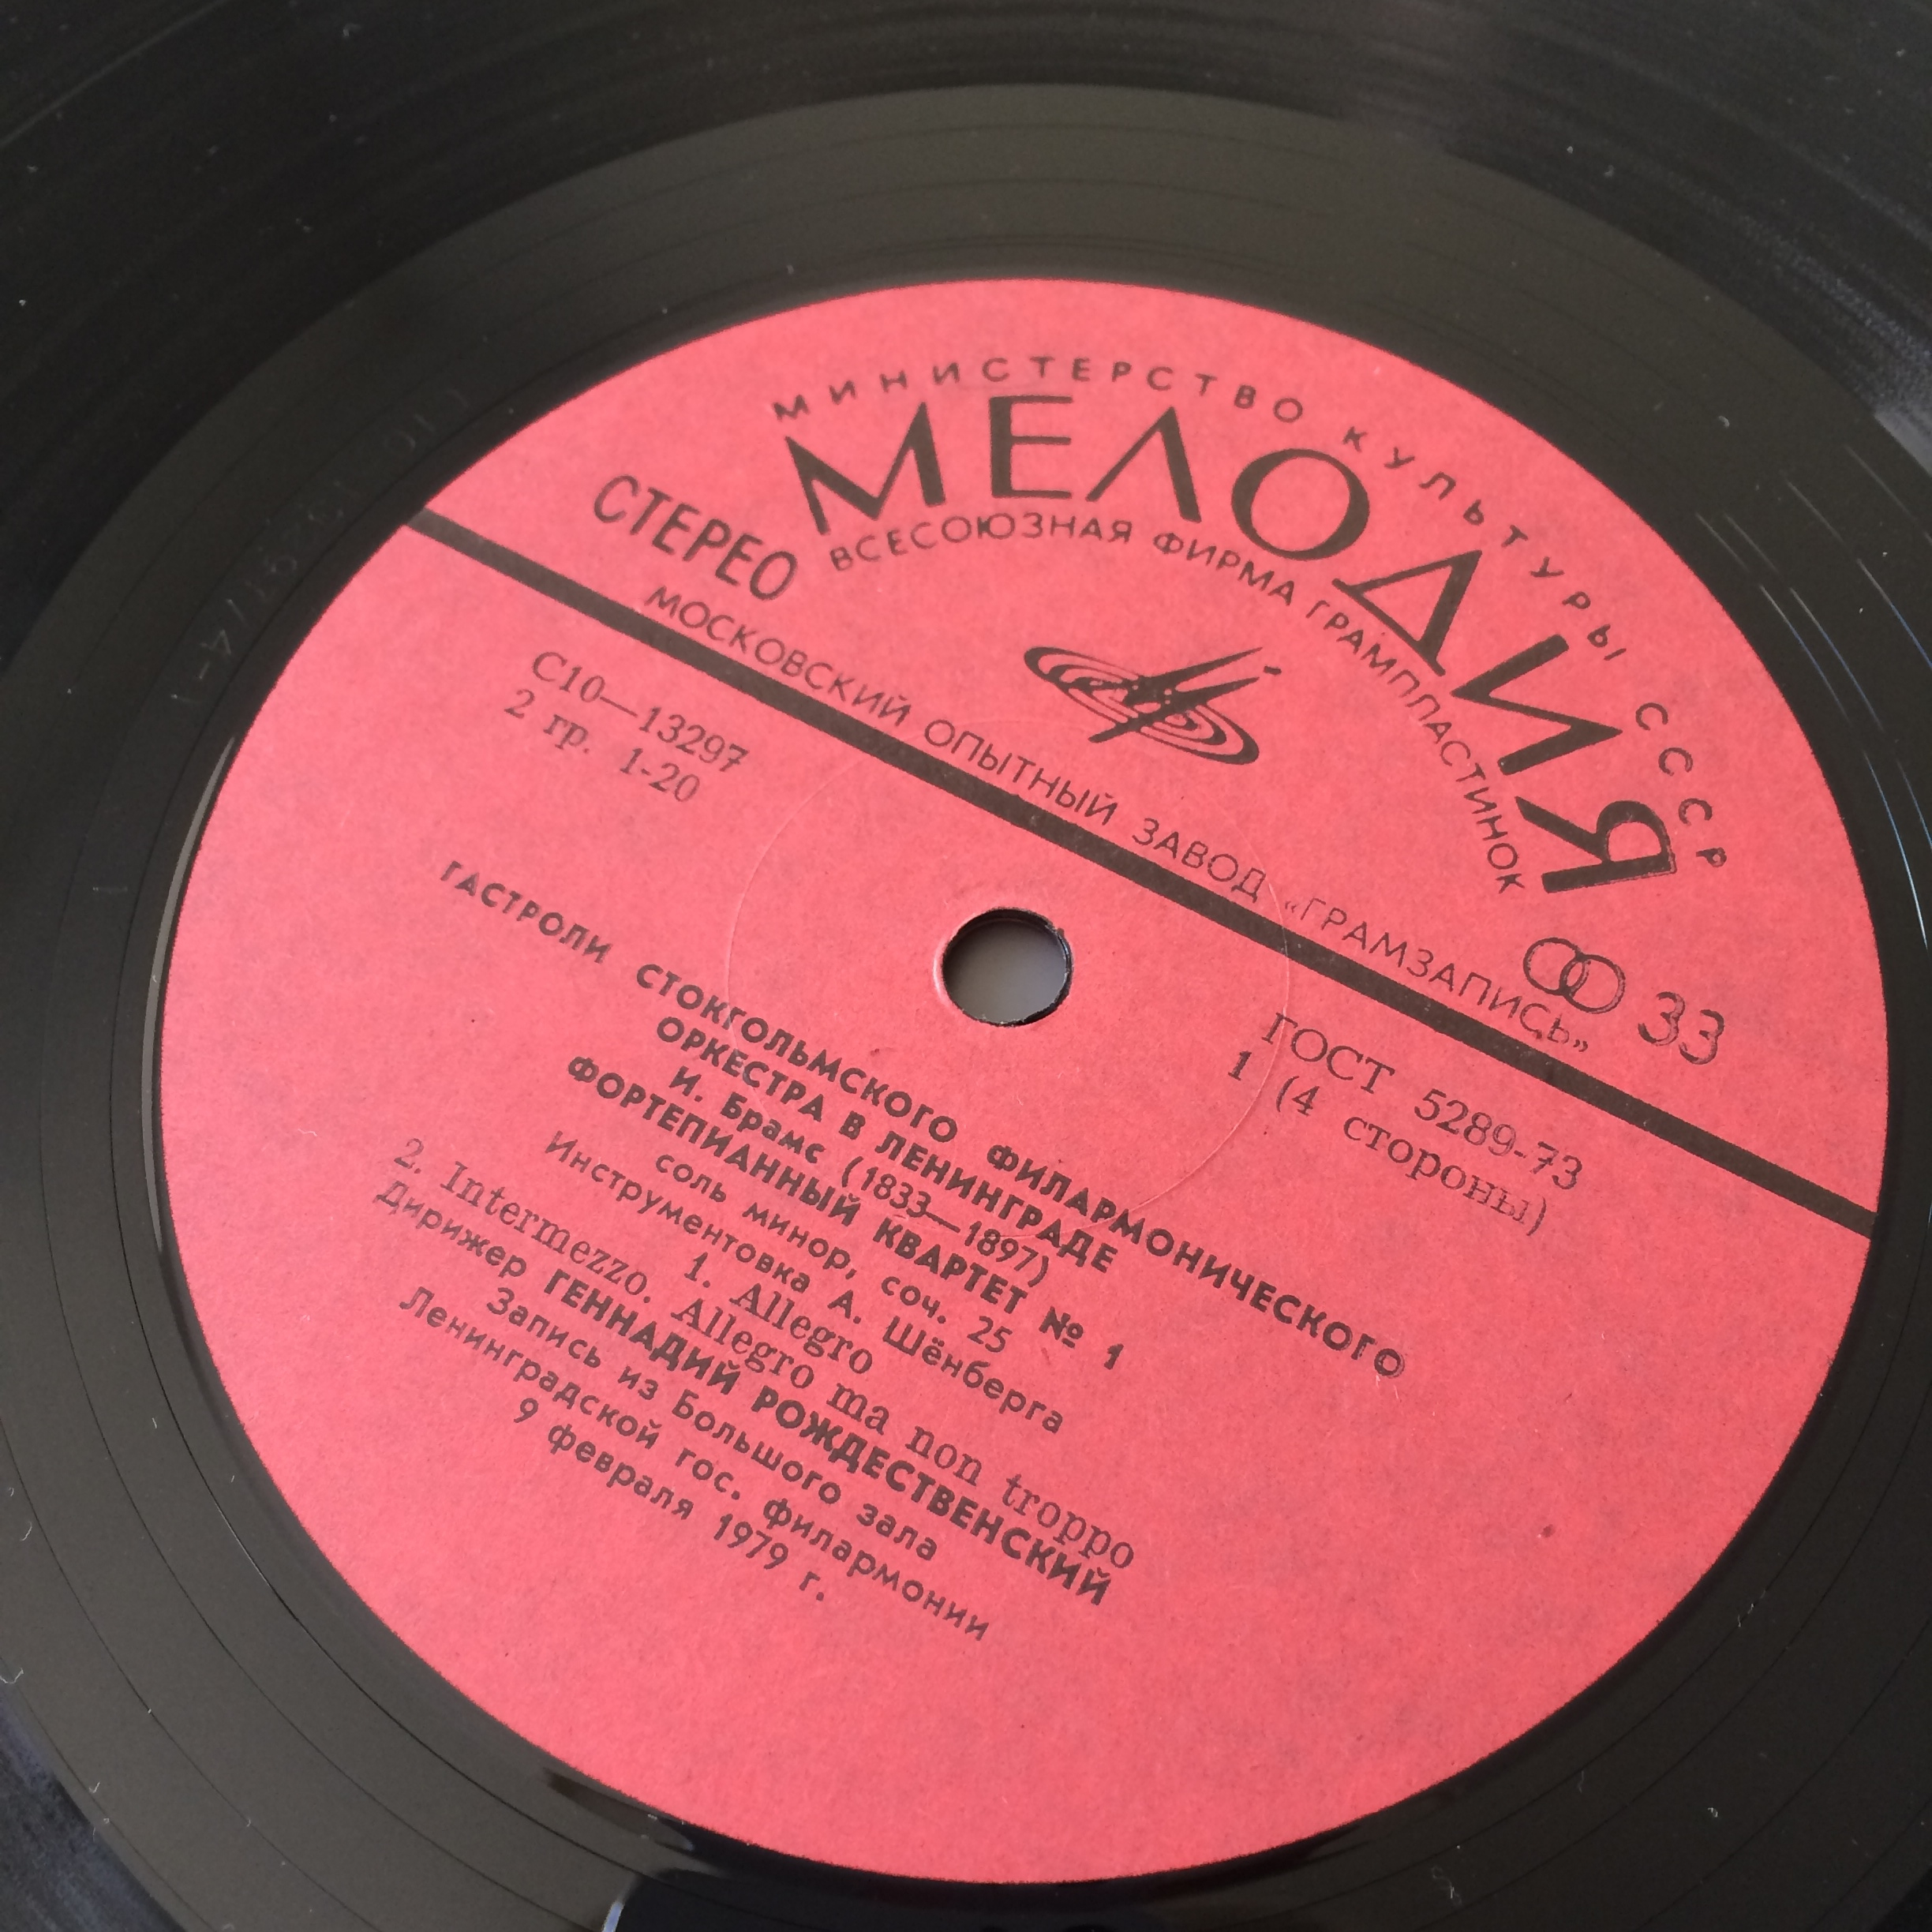 МИНИСТЕРСТВО КУЛЬТУРЫ СССР
МЕЛОДИЯ
ВСЕСОЮЗНАЯ ФИРМА ГРАМПЛАСТИНОК
СТЕРЕО
33
МОСКОВСКИЙ ОПЫТНЫЙ ЗАВОД «ГРАМЗАПИСЬ»
С10—13297
2 гр. 1-20
ГОСТ 5289-73
1 (4 стороны)
ГАСТРОЛИ СТОКГОЛЬМСКОГО ФИЛАРМОНИЧЕСКОГО
ОРКЕСТРА В ЛЕНИНГРАДЕ
И. Брамс (1833—1897)
ФОРТЕПИАННЫЙ КВАРТЕТ № 1
соль минор, соч. 25
Инструментовка А. Шёнберга
1. Allegro
2. Intermezzo. Allegro ma non troppo
Дирижер ГЕННАДИЙ РОЖДЕСТВЕНСКИЙ
Запись из Большого зала
Ленинградской гос. филармонии
9 февраля 1979 г.